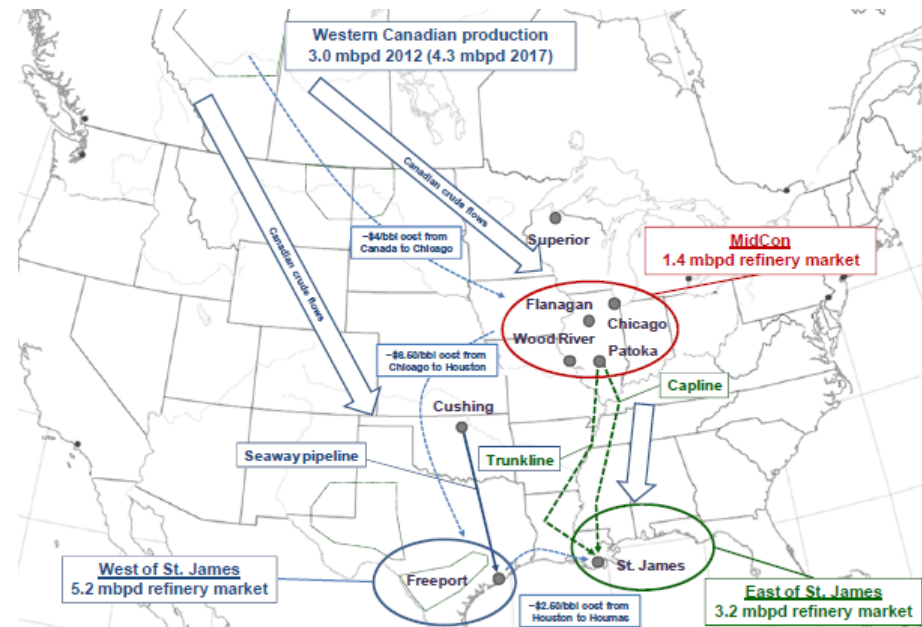 Western Canadian production
3.0 mbpd 2012 (4.3 mbpd 2017)
Canadian crude flows
Canadian crude flows
~$4/bbl cost from
Canada to Chicago
Superior
MidCon
1.4 mbpd refinery market
Flanagan
Chicago
Wood River
Patoka
~$6.50/bbl cost from
Chicago to Houston
Capline
Cushing
Seaway pipeline
Trunkline
West of St. James
5.2 mbpd refinery market
Freeport
St. James
~$2.50/bbl cost from
Houston to Houmas
East of St. James
3.2 mbpd refinery market